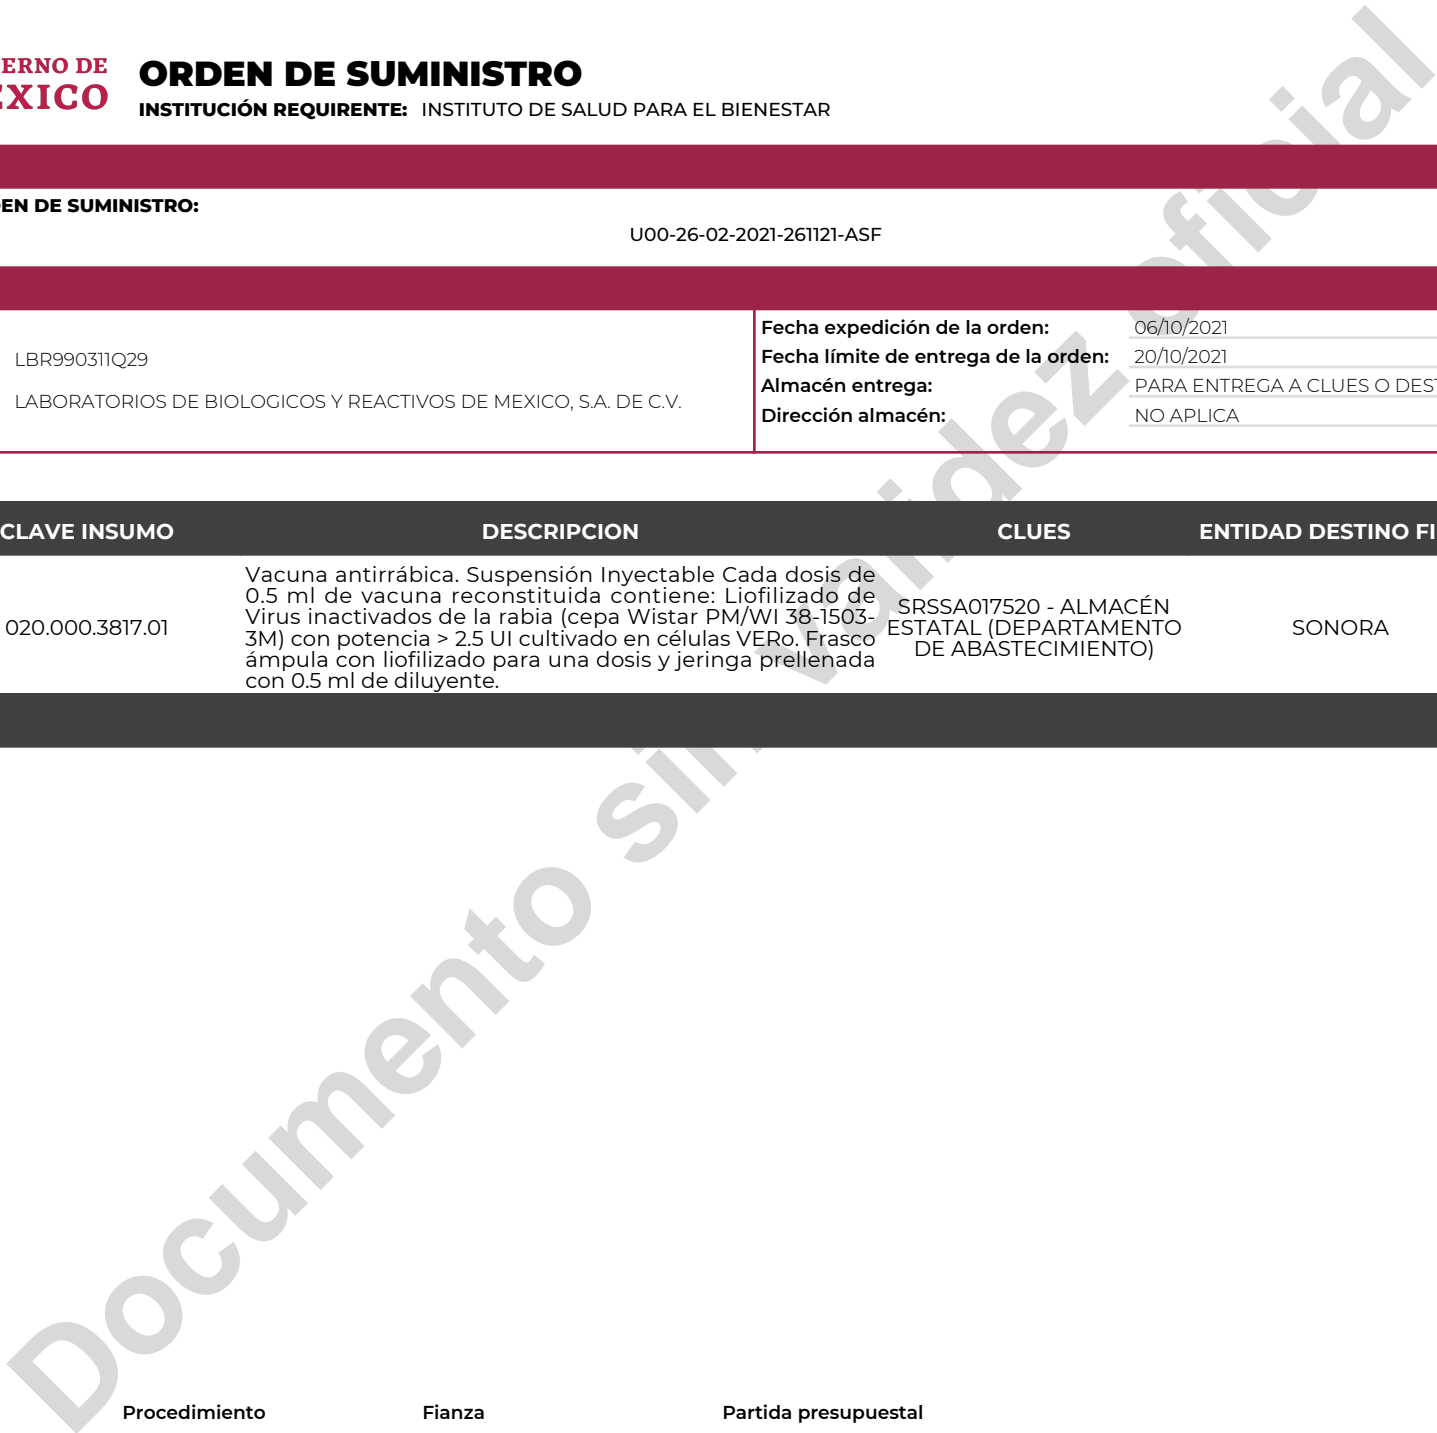 ERNO DE
EXICO
ORDEN DE SUMINISTRO
INSTITUCIÓN REQUIRENTE: INSTITUTO DE SALUD PARA EL BIENESTAR
EN DE SUMINISTRO:
U00-26-02-2021-261121-ASF
LBR990311Q29
LABORATORIOS DE BIOLOGICOS Y REACTIVOS DE MEXICO, S.A. DE C.V.
Fecha expedición de la orden: 06/10/2021
Fecha límite de entrega de la orden: 20/10/2021
Almacén entrega: PARA ENTREGA A CLUES O DEST
Dirección almacén: NO APLICA
CLAVE INSUMO DESCRIPCION CLUES ENTIDAD DESTINO FI
020.000.3817.01
Vacuna antirrábica. Suspensión Inyectable Cada dosis de
0.5 ml de vacuna reconstituida contiene: Liofilizado de
Virus inactivados de la rabia (cepa Wistar PM/WI 38-1503-
3M) con potencia > 2.5 UI cultivado en células VERo. Frasco
ámpula con liofilizado para una dosis y jeringa prellenada
con 0.5 ml de diluyente.
SRSSA017520 - ALMACÉN
ESTATAL (DEPARTAMENTO
DE ABASTECIMIENTO)
SONORA
Documento sin validez oficial
Procedimiento Fianza Partida presupuestal